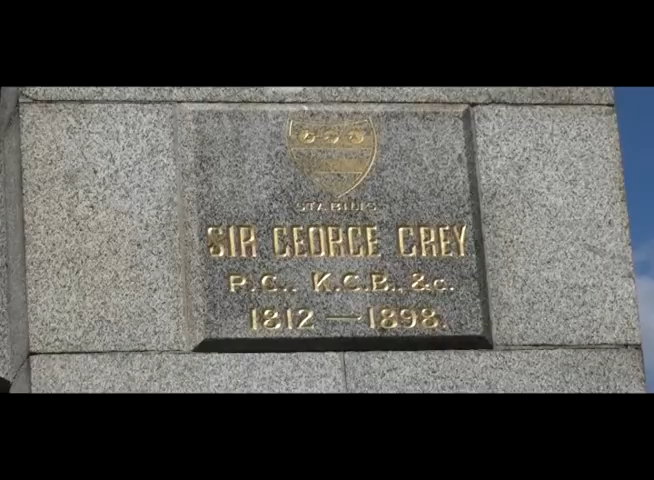 STABILIS
SIR GEORGE GREY
P.C., K.C.B., &c.
1812 — 1898.